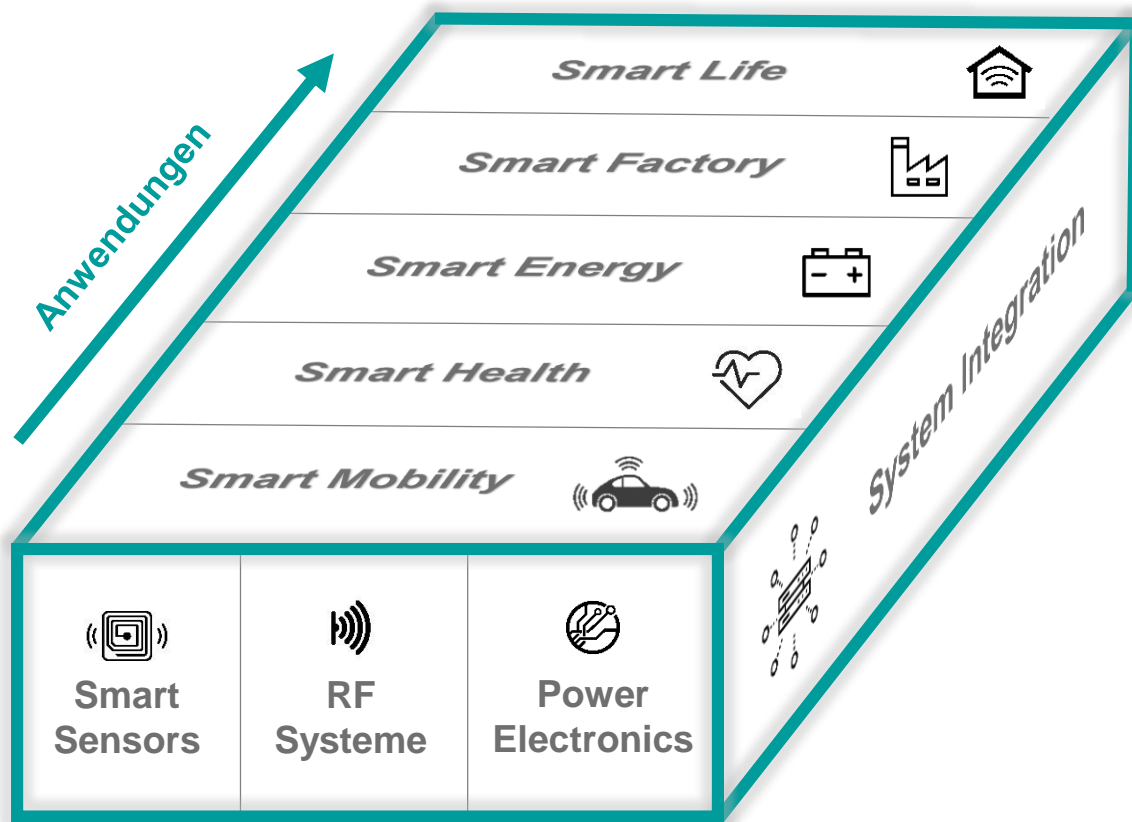 Anwendungen
Smart Life
Smart Factory
Smart Energy
Smart Health
Smart Mobility
System Integration
Smart
Sensors
RF
Systeme
Power
Electronics